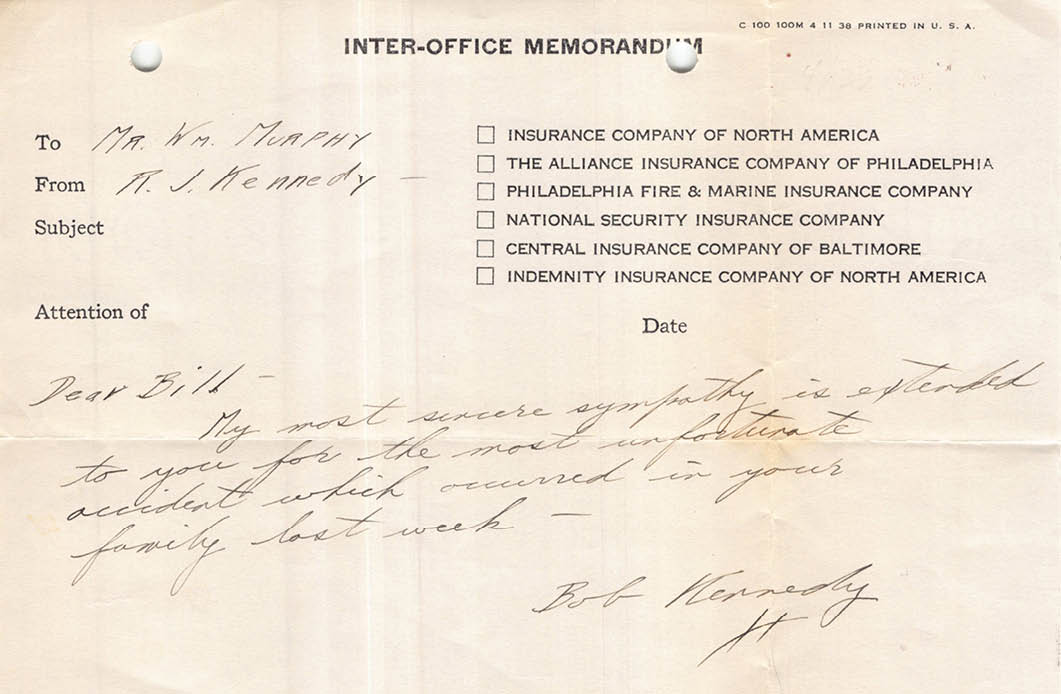 C 100 100M 4 11 38 PRINTED IN U. S. A.
INTER-OFFICE MEMORANDUM
To Mr. Wm. Murphy
From R. J. Kennedy –
Subject
Attention of
☐ INSURANCE COMPANY OF NORTH AMERICA
☐ THE ALLIANCE INSURANCE COMPANY OF PHILADELPHIA
☐ PHILADELPHIA FIRE & MARINE INSURANCE COMPANY
☐ NATIONAL SECURITY INSURANCE COMPANY
☐ CENTRAL INSURANCE COMPANY OF BALTIMORE
☐ INDEMNITY INSURANCE COMPANY OF NORTH AMERICA
Date
Dear Bill –
My most sincere sympathy is extended
to you for the most unfortunate
accident which occurred in your
family last week –
Bob Kennedy